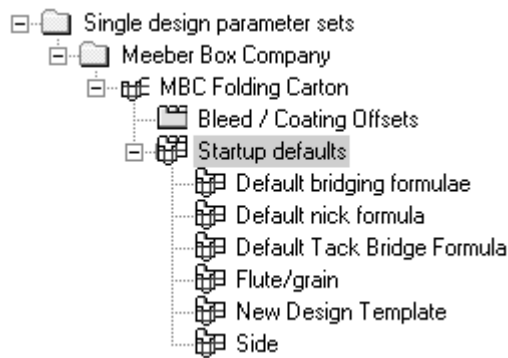 Single design parameter sets
Meeber Box Company
MBC Folding Carton
Bleed / Coating Offsets
Startup defaults
Default bridging formulae
Default nick formula
Default Tack Bridge Formula
Flute/grain
New Design Template
Side